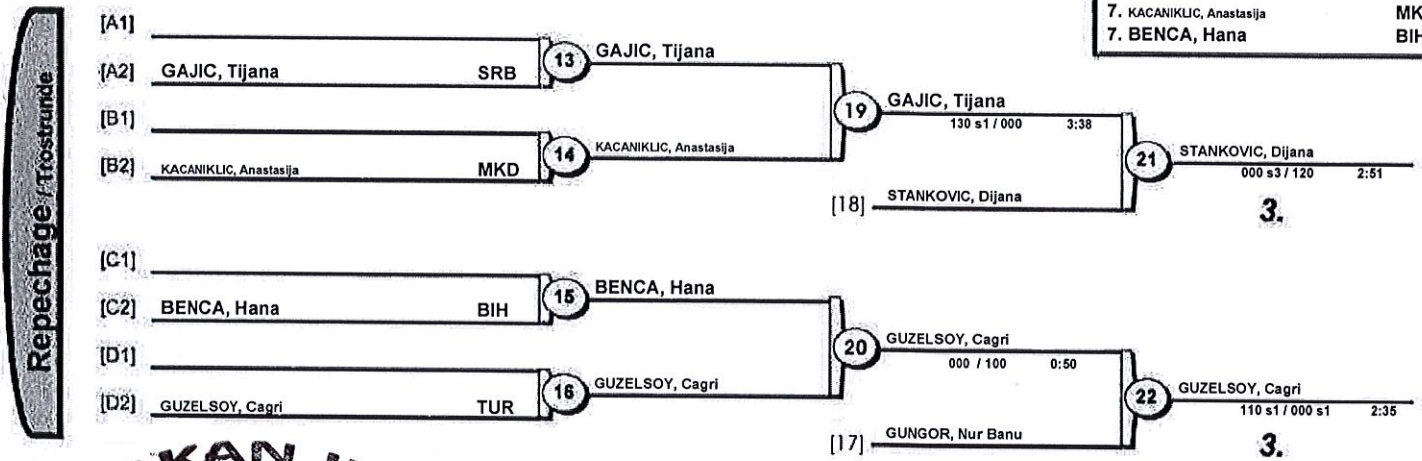 7. KACANIKLIC, Anastasija MK
7. BENCA, Hana BIH
Repechage / Trostrunde
[A1]
[A2] GAJIC, Tijana SRB
13 GAJIC, Tijana
[B1]
[B2] KACANIKLIC, Anastasija MKD
14 KACANIKLIC, Anastasija
19 GAJIC, Tijana
130 s1 / 000 3:38
[18] STANKOVIC, Dijana
21 STANKOVIC, Dijana
000 s3 / 120 2:51
3.
[C1]
[C2] BENCA, Hana BIH
15 BENCA, Hana
[D1]
[D2] GUZELSOY, Cagri TUR
16 GUZELSOY, Cagri
20 GUZELSOY, Cagri
000 / 100 0:50
[17] GUNGOR, Nur Banu
22 GUZELSOY, Cagri
110 s1 / 000 s1 2:35
3.
KAN